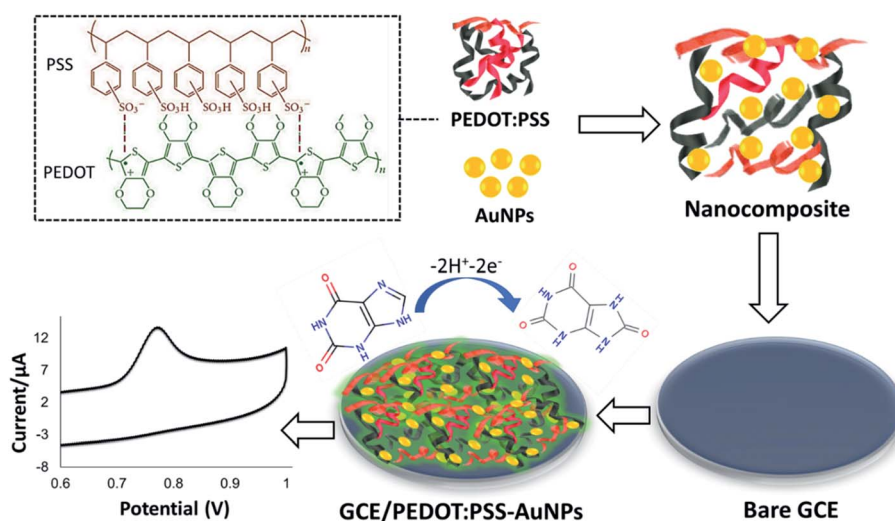 PSS
n
SO₃⁻ SO₃H SO₃H SO₃H SO₃⁻
PEDOT
O O O O
S S S S S S
+ • +
O O O O O O
n
PEDOT:PSS
AuNPs
Nanocomposite
-2H⁺-2e⁻
O N HN NH O N H
O NH HN O O N H N H
Current/µA
12
7
2
-3
-8
0.6 0.7 0.8 0.9 1
Potential (V)
GCE/PEDOT:PSS-AuNPs
Bare GCE